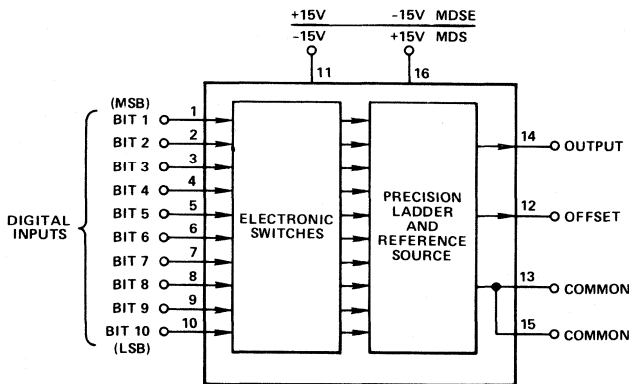 +15V -15V MDSE
-15V +15V MDS
11 16
(MSB)
BIT 1 1
BIT 2 2
BIT 3 3
BIT 4 4
BIT 5 5
BIT 6 6
BIT 7 7
BIT 8 8
BIT 9 9
BIT 10 10
(LSB)
DIGITAL
INPUTS
ELECTRONIC
SWITCHES
PRECISION
LADDER
AND
REFERENCE
SOURCE
14 OUTPUT
12 OFFSET
13 COMMON
15 COMMON